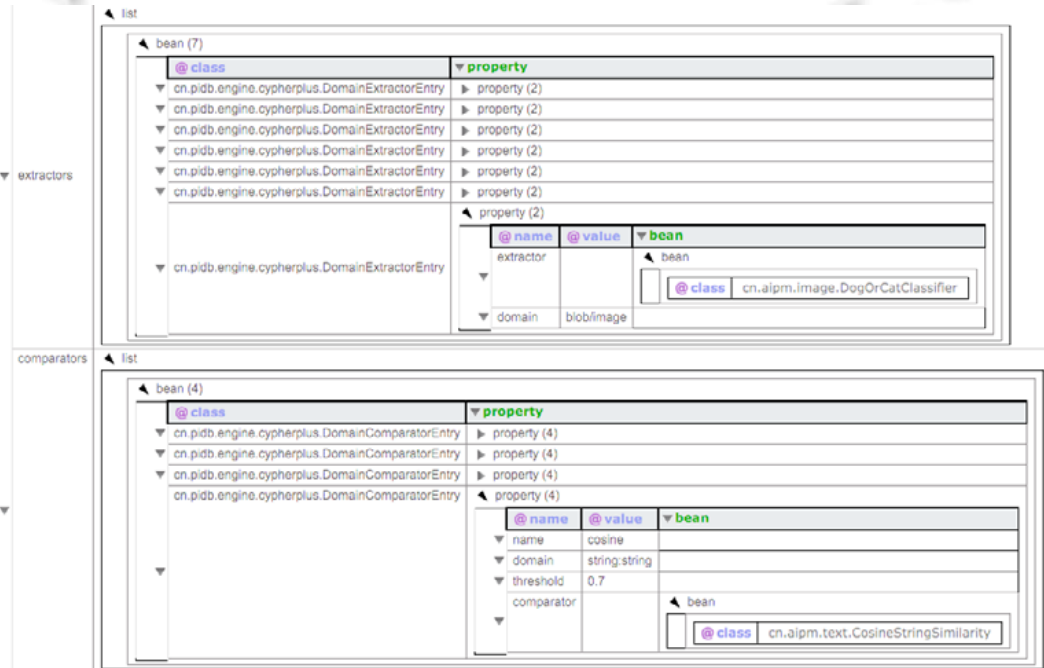 list
bean (7)
@ class property
cn.pidb.engine.cypherplus.DomainExtractorEntry property (2)
cn.pidb.engine.cypherplus.DomainExtractorEntry property (2)
cn.pidb.engine.cypherplus.DomainExtractorEntry property (2)
cn.pidb.engine.cypherplus.DomainExtractorEntry property (2)
extractors
cn.pidb.engine.cypherplus.DomainExtractorEntry property (2)
cn.pidb.engine.cypherplus.DomainExtractorEntry property (2)
property (2)
@ name @ value bean
extractor bean
cn.pidb.engine.cypherplus.DomainExtractorEntry
@ class cn.aipm.image.DogOrCatClassifier
domain blob/image
comparators list
bean (4)
@ class property
cn.pidb.engine.cypherplus.DomainComparatorEntry property (4)
cn.pidb.engine.cypherplus.DomainComparatorEntry property (4)
cn.pidb.engine.cypherplus.DomainComparatorEntry property (4)
cn.pidb.engine.cypherplus.DomainComparatorEntry property (4)
@ name @ value bean
name cosine
domain string:string
threshold 0.7
comparator bean
@ class cn.aipm.text.CosineStringSimilarity